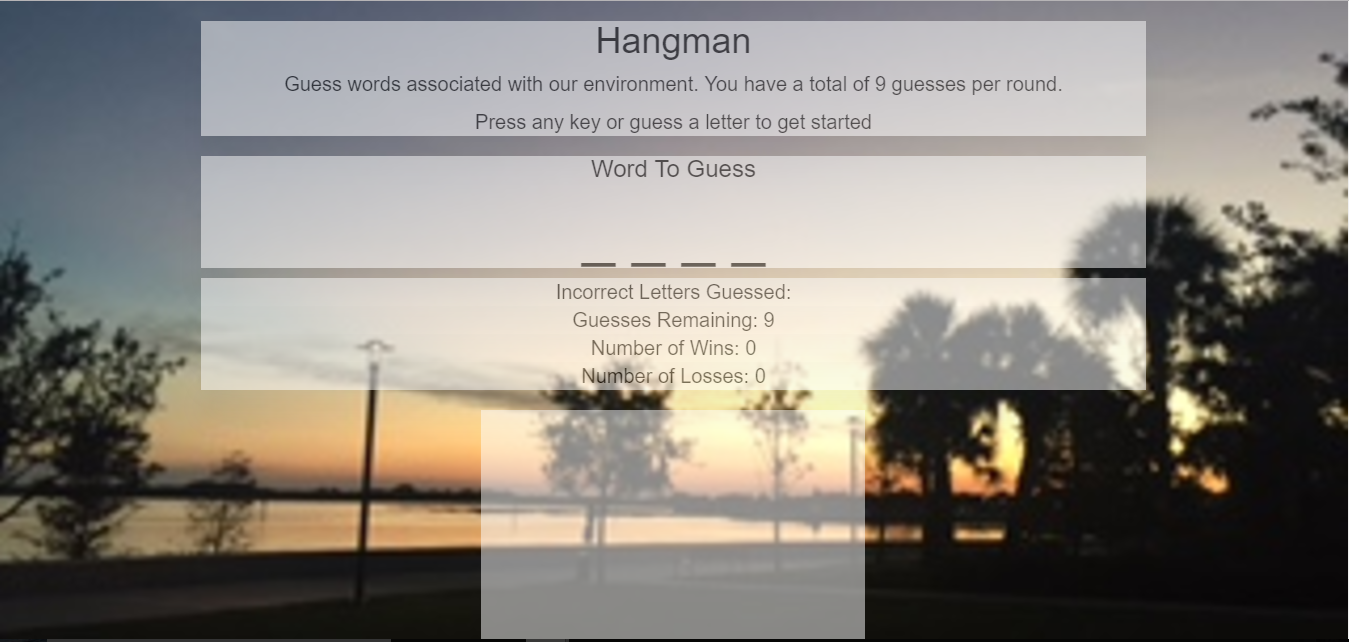 Hangman
Guess words associated with our environment. You have a total of 9 guesses per round.
Press any key or guess a letter to get started
Word To Guess
_ _ _ _
Incorrect Letters Guessed:
Guesses Remaining: 9
Number of Wins: 0
Number of Losses: 0